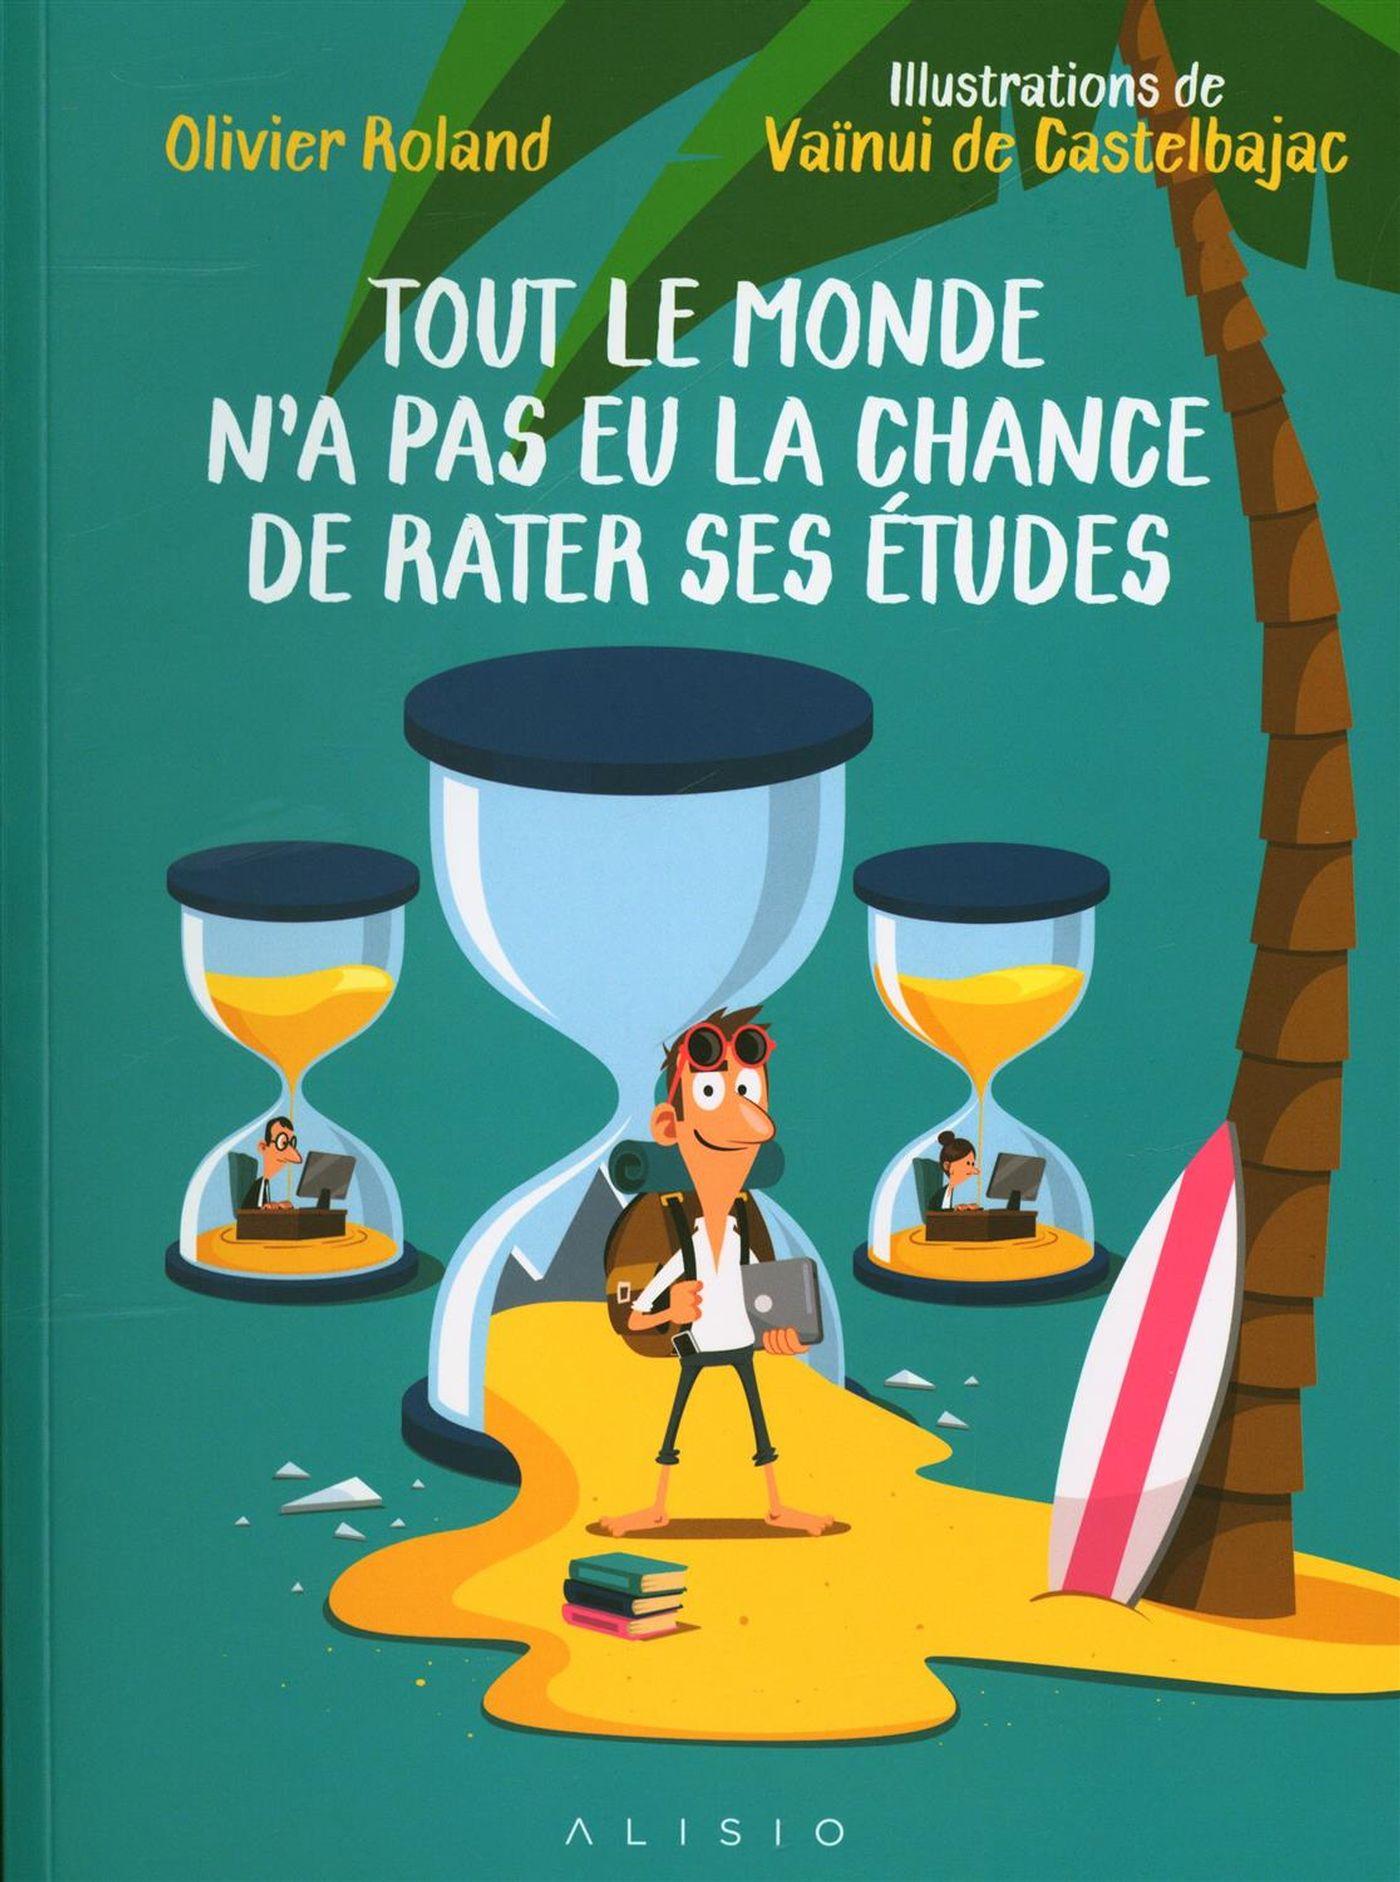 Olivier Roland
Illustrations de
Vaïnui de Castelbajac
TOUT LE MONDE
N'A PAS EU LA CHANCE
DE RATER SES ÉTUDES
ALISIO